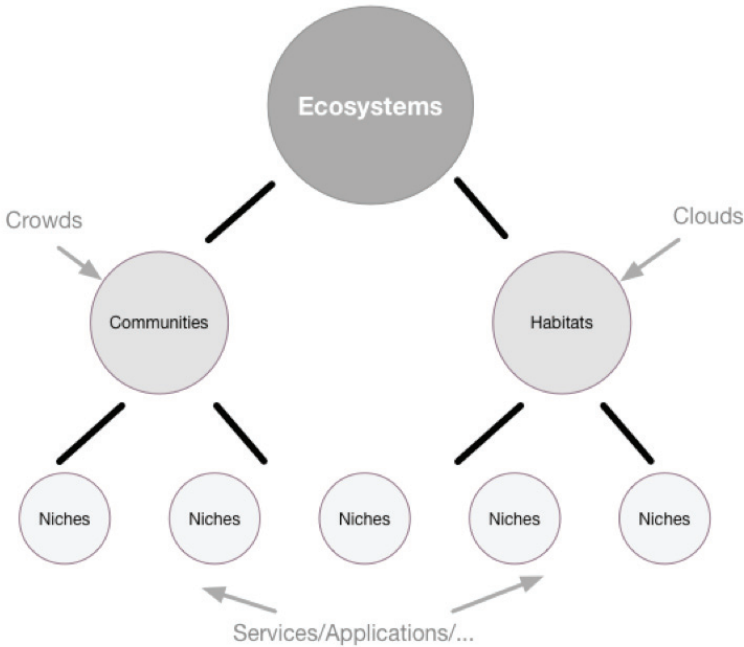 Ecosystems
Crowds
Clouds
Communities
Habitats
Niches
Niches
Niches
Niches
Niches
Services/Applications/...